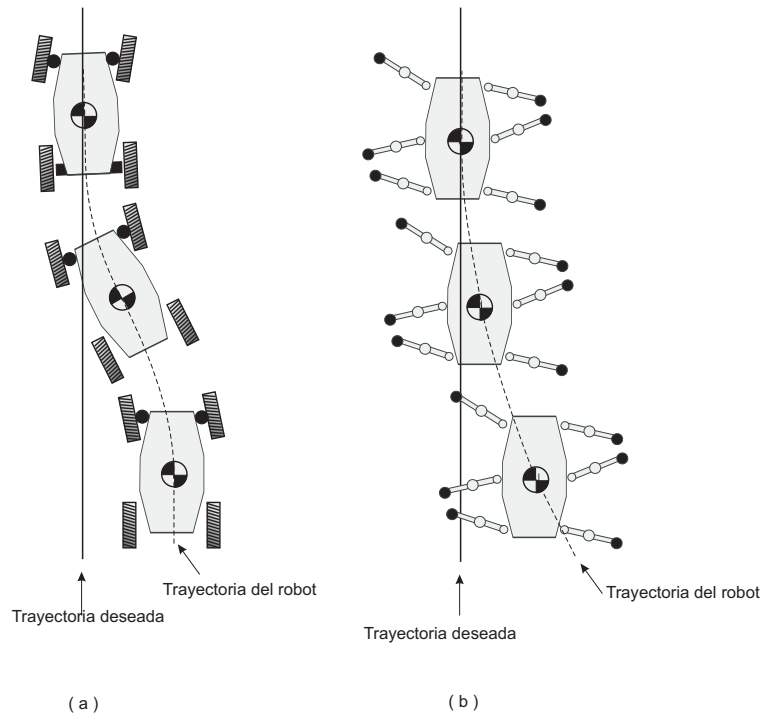 Trayectoria del robot
Trayectoria deseada
( a )
Trayectoria del robot
Trayectoria deseada
( b )